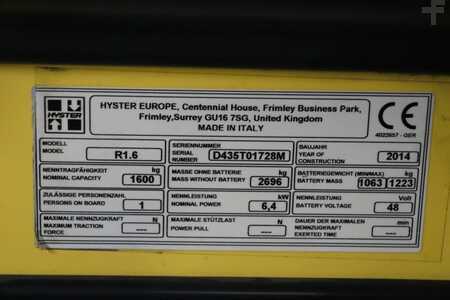 HYSTER
HYSTER EUROPE, Centennial House, Frimley Business Park,
Frimley,Surrey GU16 7SG, United Kingdom
MADE IN ITALY
CE
4022657 - GER
MODELL
MODEL
R1.6
SERIENNUMMER
SERIAL
NUMBER
D435T01728M
BAUJAHR
YEAR OF
CONSTRUCTION
2014
NENNTRAGFÄHIGKEIT kg
NOMINAL CAPACITY
1600
MASSE OHNE BATTERIE kg
MASS WITHOUT BATTERY
2696
BATTERIEGEWICHT (MIN/MAX) kg
BATTERY MASS
1063 1223
ZULÄSSIGE PERSONENZAHL
PERSONS ON BOARD
1
NENNLEISTUNG kW
NOMINAL POWER
6,4
NENNLEISTUNG Volt
BATTERY VOLTAGE
48
MAXIMALE NENNZUGKRAFT N
MAXIMUM TRACTION
FORCE
---
MAXIMALE STÜTZLAST N
POWER PULL
---
DAUER DER MAXIMALEN min
NENNZUGKRAFT
EXERTED TIME
---